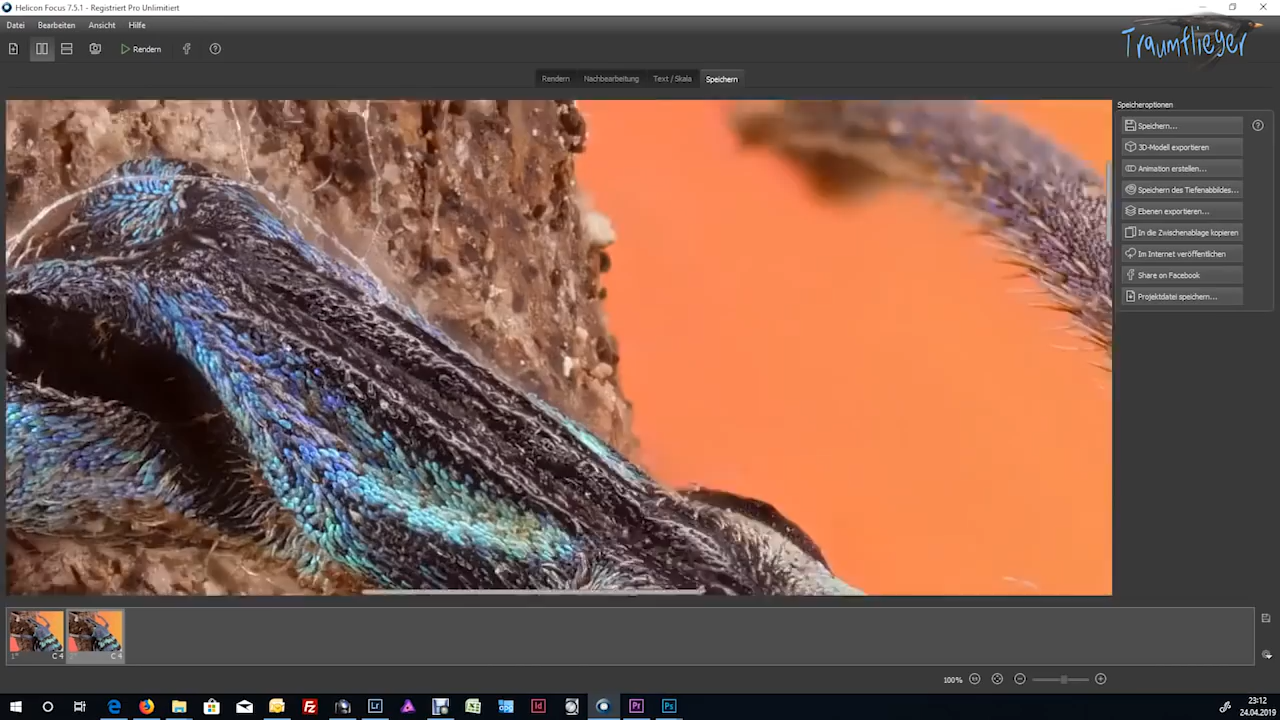 Helicon Focus 7.5.1 - Registriert Pro Unlimitiert
Datei Bearbeiten Ansicht Hilfe
Rendern
Traumflieger
Rendern Nachbearbeitung Text / Skala Speichern
Speicheroptionen
Speichern...
3D-Modell exportieren
Animation erstellen...
Speichern des Tiefenabbildes...
Ebenen exportieren...
In die Zwischenablage kopieren
Im Internet veröffentlichen
Share on Facebook
Projektdatei speichern...
C 4
C 4
100%
23:12
24.04.2019